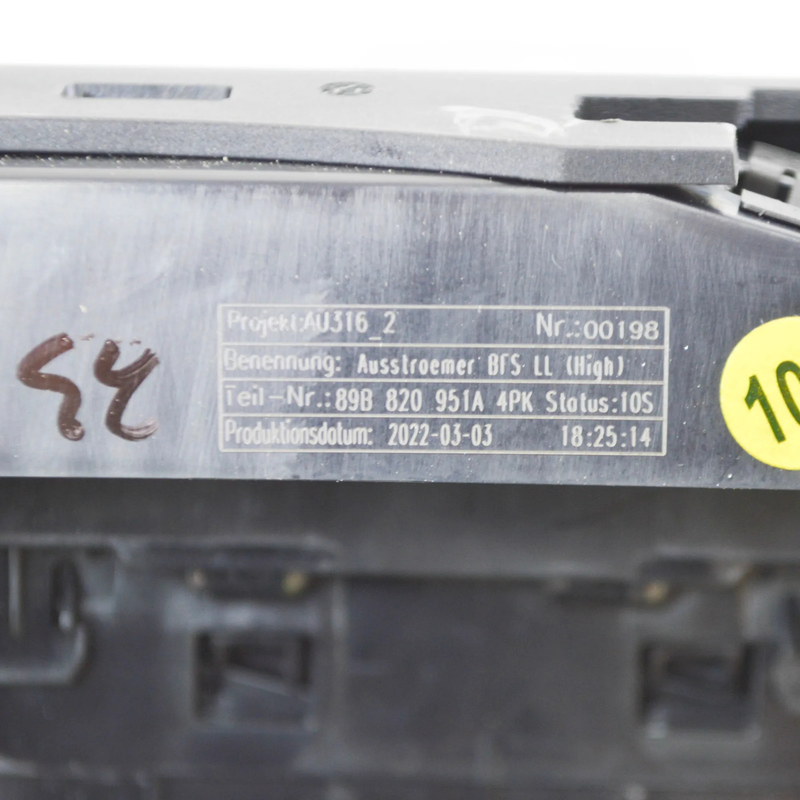 Projekt:AU316_2 Nr.:00198
Benennung: Ausstroemer BFS LL (High)
Teil-Nr.:89B 820 951A 4PK Status:10S
Produktionsdatum: 2022-03-03 18:25:14
10